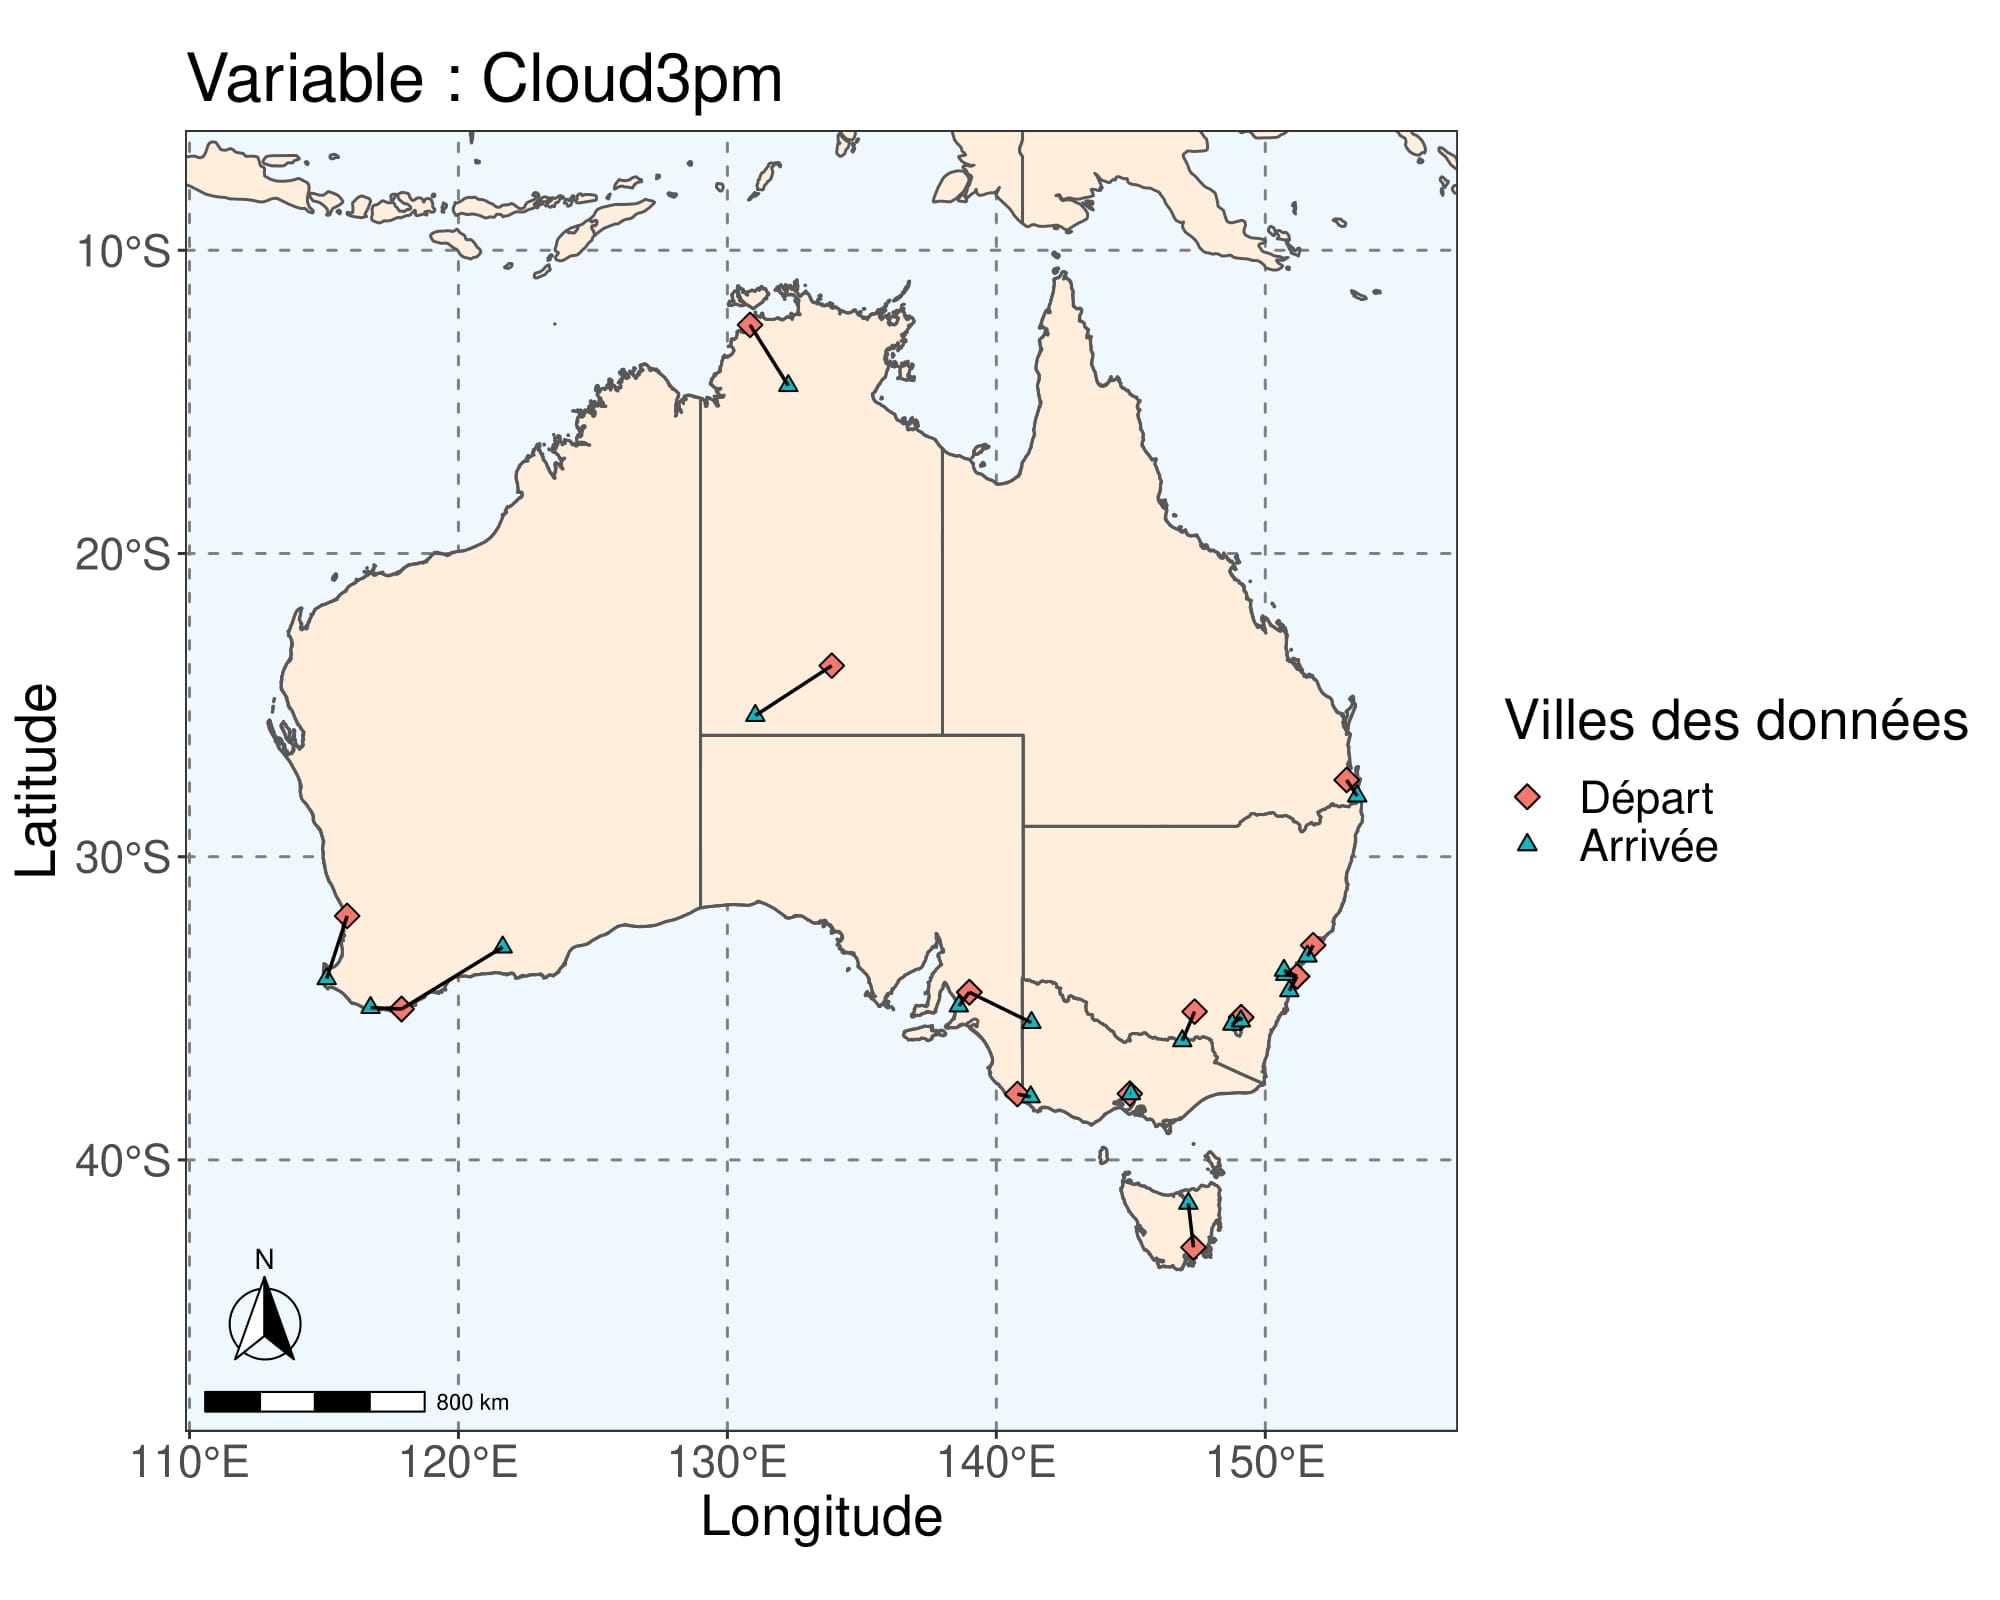 Variable : Cloud3pm
10°S
20°S
30°S
40°S
Latitude
110°E
120°E
130°E
140°E
150°E
Longitude
N
800 km
Villes des données
Départ
Arrivée